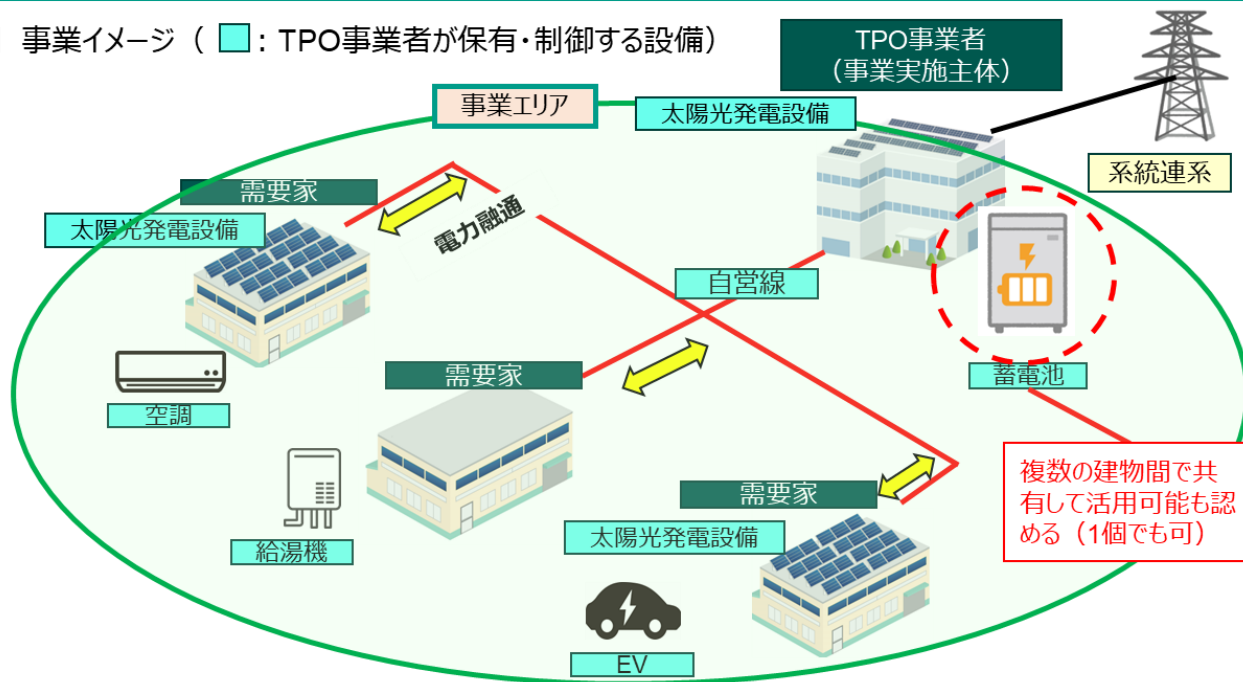 事業イメージ（ ：TPO事業者が保有・制御する設備）
TPO事業者
（事業実施主体）
事業エリア
太陽光発電設備
系統連系
需要家
太陽光発電設備
電力融通
自営線
空調
需要家
蓄電池
給湯機
需要家
太陽光発電設備
複数の建物間で共
有して活用可能も認
める（1個でも可）
EV